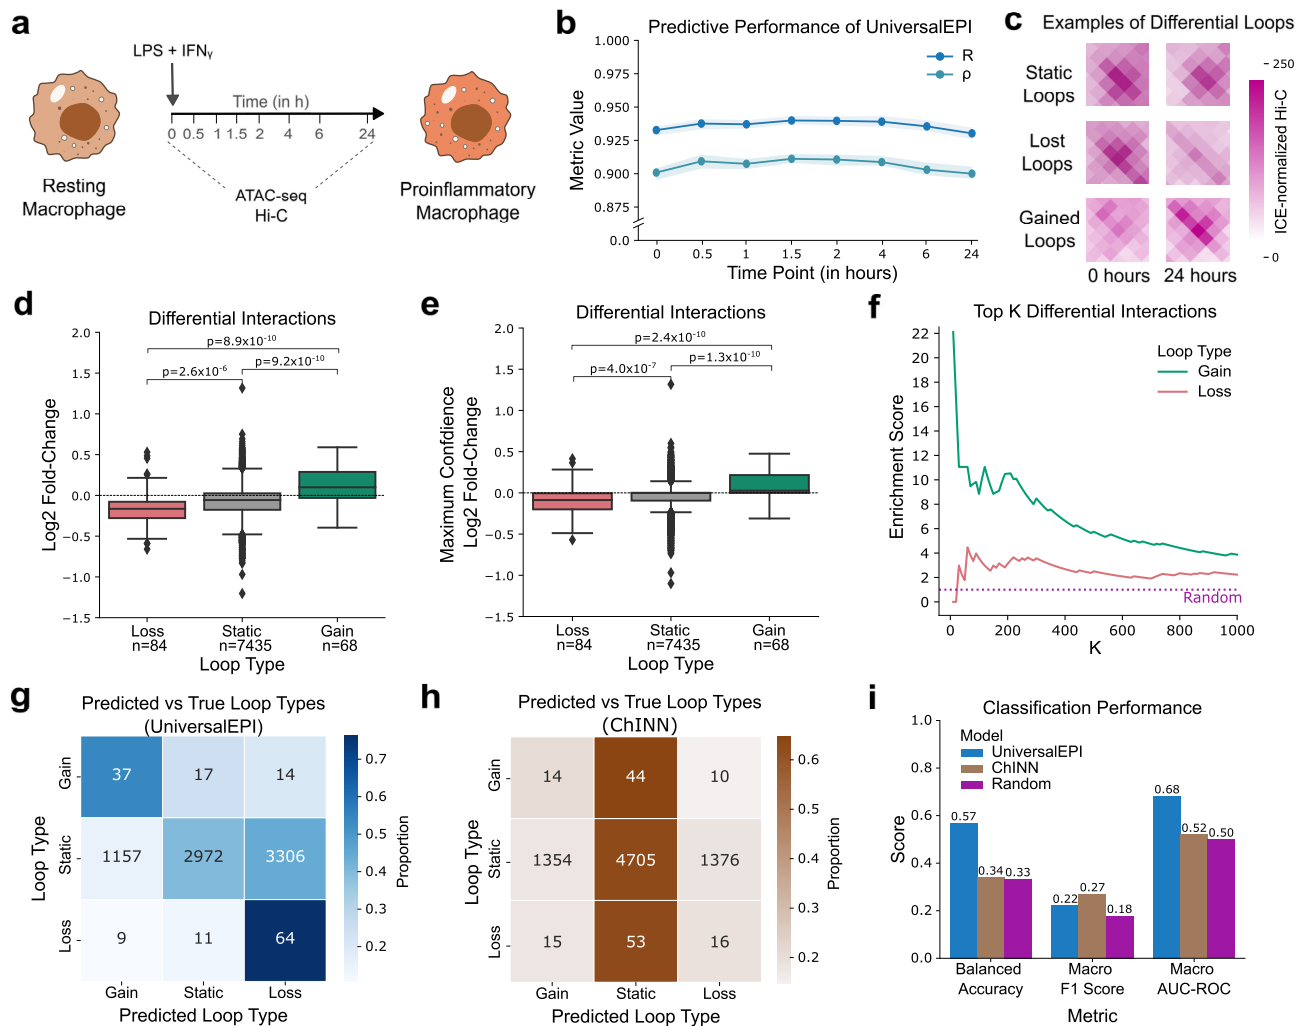 a
LPS + IFNγ
Time (in h)
0 0.5 1 1.5 2 4 6 24
Resting
Macrophage
ATAC-seq
Hi-C
Proinflammatory
Macrophage
b
Predictive Performance of UniversalEPI
R
ρ
Metric Value
1.000
0.975
0.950
0.925
0.900
0.875
0.0
0 0.5 1 1.5 2 4 6 24
Time Point (in hours)
c
Examples of Differential Loops
Static
Loops
Lost
Loops
Gained
Loops
0 hours 24 hours
250
0
ICE-normalized Hi-C
d
Differential Interactions
p=8.9x10⁻¹⁰
p=9.2x10⁻¹⁰
p=2.6x10⁻⁶
Log2 Fold-Change
2.0
1.5
1.0
0.5
0.0
−0.5
−1.0
−1.5
Loss Static Gain
n=84 n=7435 n=68
Loop Type
e
Differential Interactions
p=2.4x10⁻¹⁰
p=1.3x10⁻¹⁰
p=4.0x10⁻⁷
Maximum Confdience
Log2 Fold-Change
2.0
1.5
1.0
0.5
0.0
−0.5
−1.0
−1.5
Loss Static Gain
n=84 n=7435 n=68
Loop Type
f
Top K Differential Interactions
Loop Type
Gain
Loss
Enrichment Score
22
20
18
16
14
12
10
8
6
4
2
0
Random
0 200 400 600 800 1000
K
g
Predicted vs True Loop Types
(UniversalEPI)
Loop Type
Gain
37 17 14
Static
1157 2972 3306
Loss
9 11 64
Gain Static Loss
Predicted Loop Type
0.7
0.6
0.5
0.4
0.3
0.2
Proportion
h
Predicted vs True Loop Types
(ChINN)
Loop Type
Gain
14 44 10
Static
1354 4705 1376
Loss
15 53 16
Gain Static Loss
Predicted Loop Type
0.6
0.5
0.4
0.3
0.2
Proportion
i
Classification Performance
Model
UniversalEPI
ChINN
Random
Score
1.0
0.8
0.6
0.4
0.2
0.0
0.57 0.34 0.33
0.22 0.27 0.18
0.68 0.52 0.50
Balanced
Accuracy
Macro
F1 Score
Macro
AUC-ROC
Metric